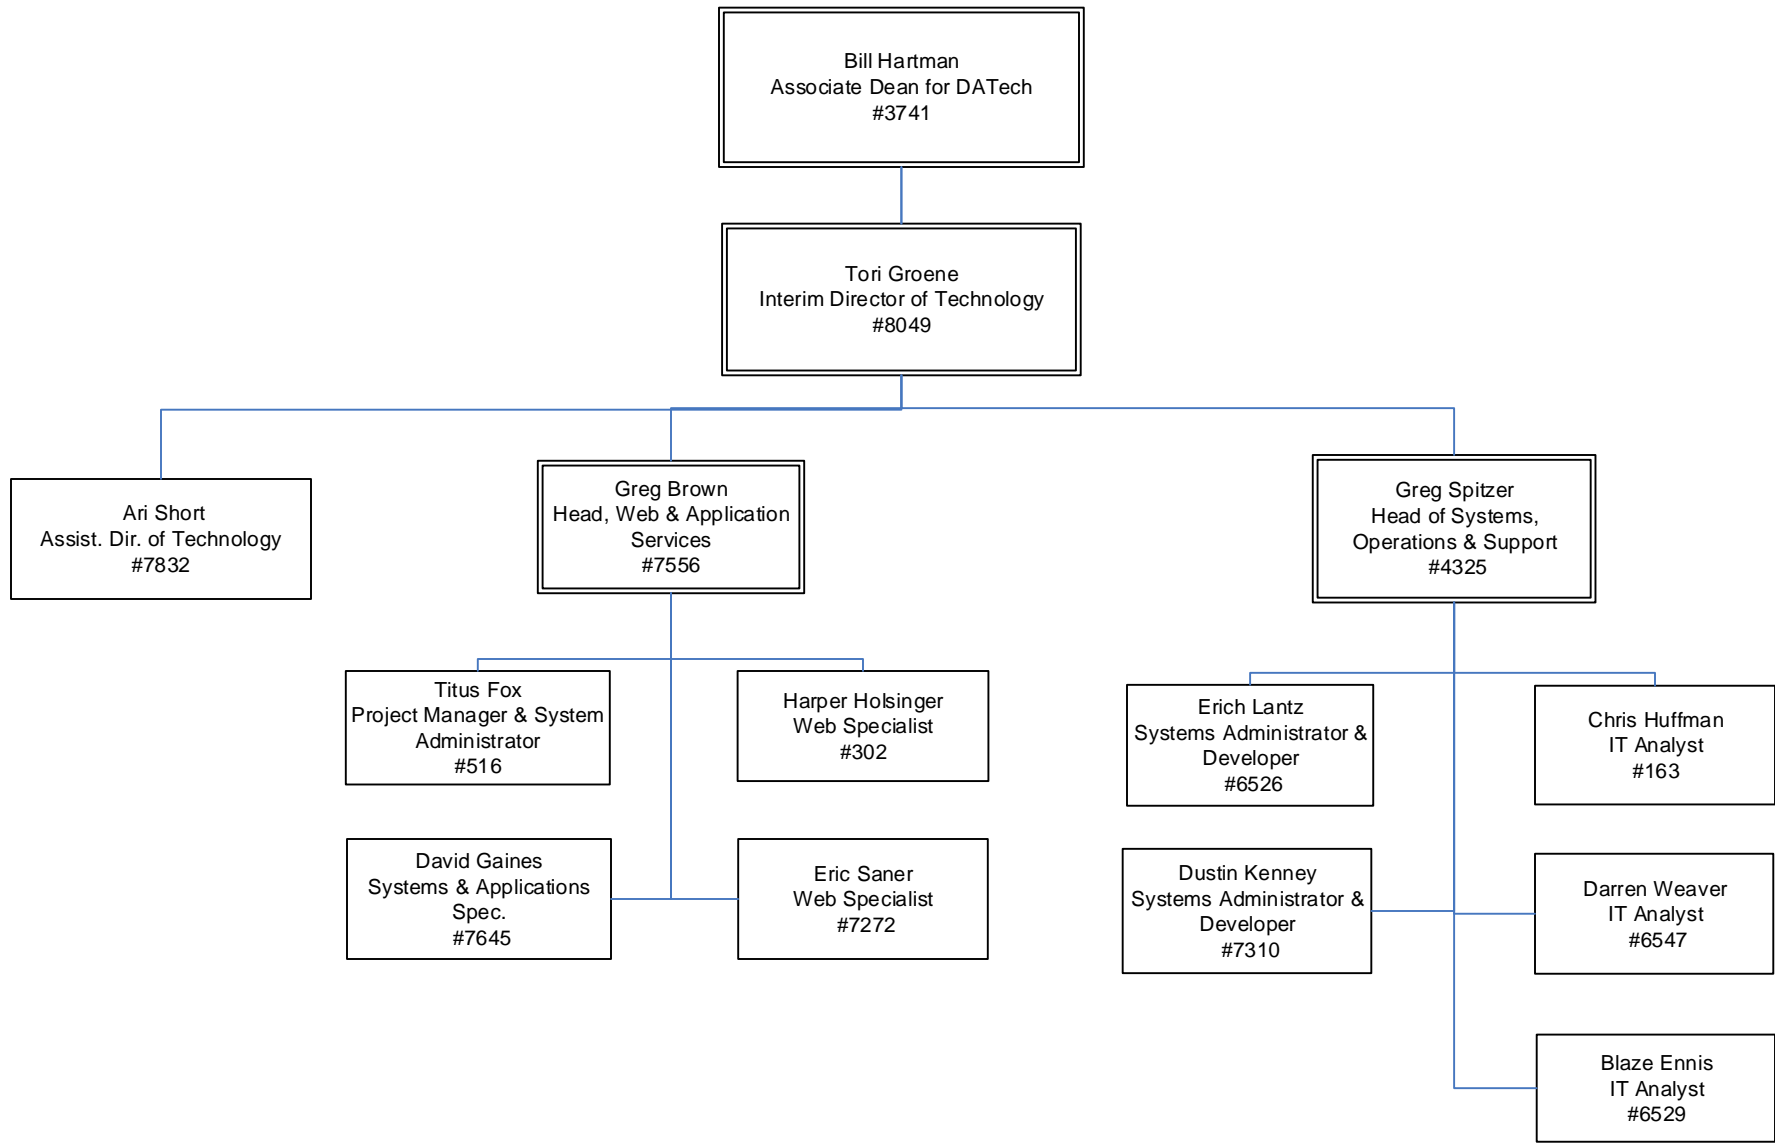 Bill Hartman
Associate Dean for DATech
#3741
Tori Groene
Interim Director of Technology
#8049
Ari Short
Assist. Dir. of Technology
#7832
Greg Brown
Head, Web & Application
Services
#7556
Greg Spitzer
Head of Systems,
Operations & Support
#4325
Titus Fox
Project Manager & System
Administrator
#516
Harper Holsinger
Web Specialist
#302
Erich Lantz
Systems Administrator &
Developer
#6526
Chris Huffman
IT Analyst
#163
David Gaines
Systems & Applications
Spec.
#7645
Eric Saner
Web Specialist
#7272
Dustin Kenney
Systems Administrator &
Developer
#7310
Darren Weaver
IT Analyst
#6547
Blaze Ennis
IT Analyst
#6529